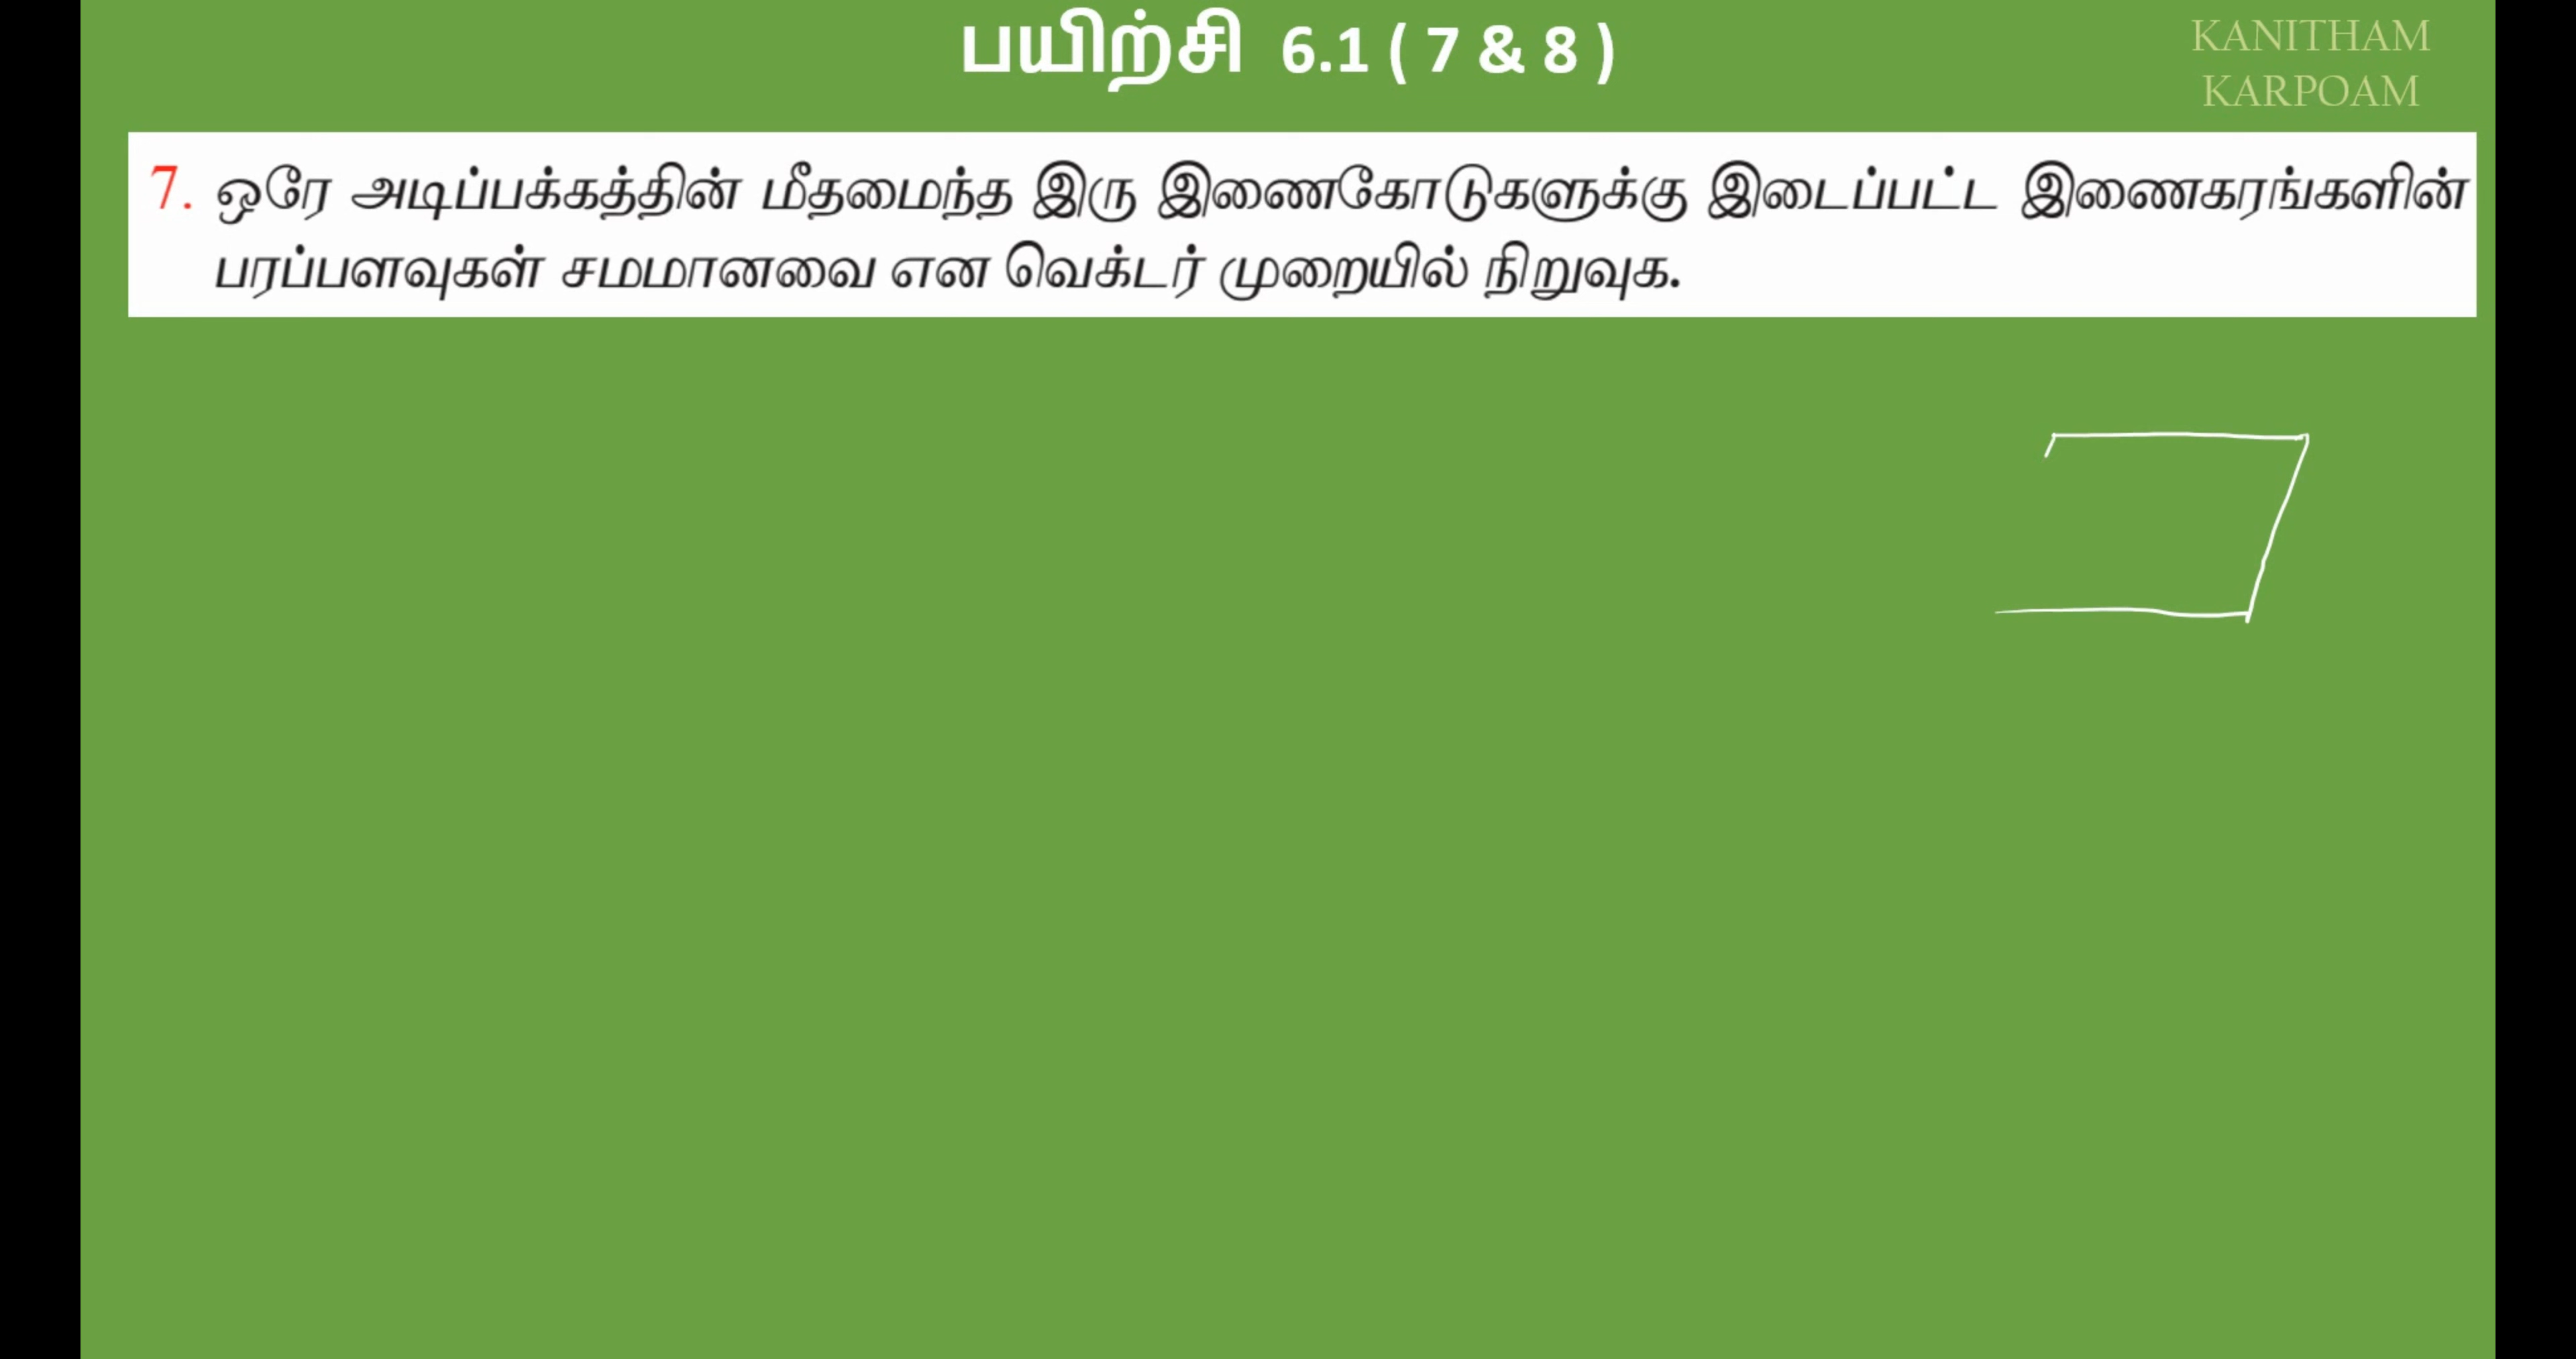 பயிற்சி 6.1 ( 7 & 8 )
KANITHAM
KARPOAM
7. ஒரே அடிப்பக்கத்தின் மீதமைந்த இரு இணைகோடுகளுக்கு இடைப்பட்ட இணைகரங்களின்
பரப்பளவுகள் சமமானவை என வெக்டர் முறையில் நிறுவுக.